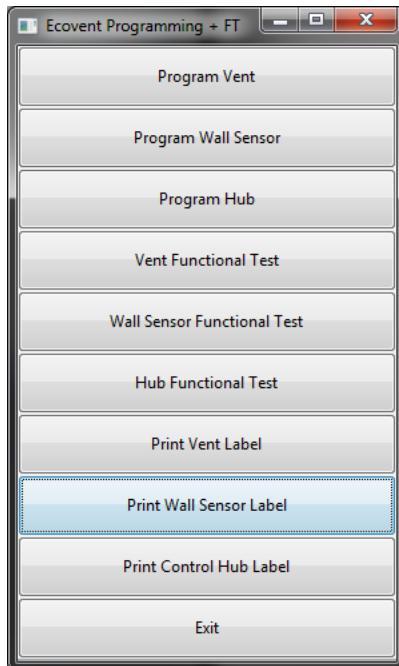 Ecovent Programming + FT
Program Vent
Program Wall Sensor
Program Hub
Vent Functional Test
Wall Sensor Functional Test
Hub Functional Test
Print Vent Label
Print Wall Sensor Label
Print Control Hub Label
Exit